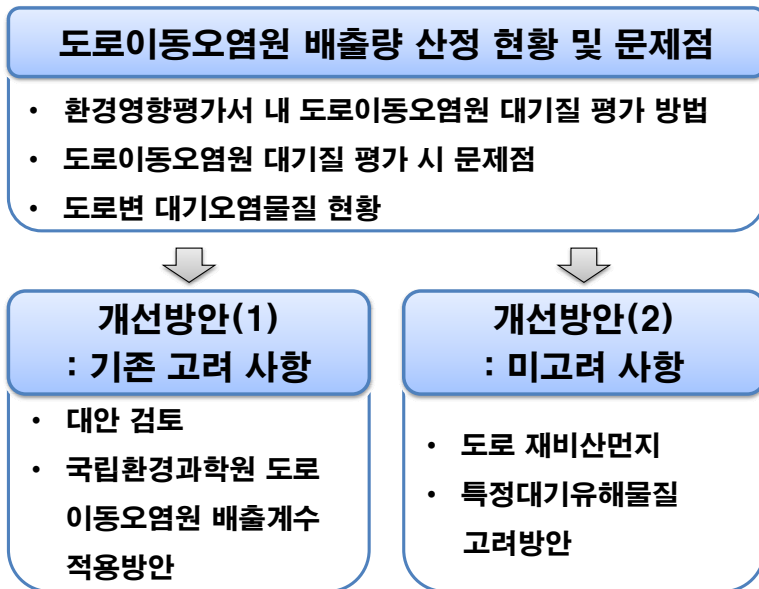 도로이동오염원 배출량 산정 현황 및 문제점
• 환경영향평가서 내 도로이동오염원 대기질 평가 방법
• 도로이동오염원 대기질 평가 시 문제점
• 도로변 대기오염물질 현황
개선방안(1)
: 기존 고려 사항
• 대안 검토
• 국립환경과학원 도로
이동오염원 배출계수
적용방안
개선방안(2)
: 미고려 사항
• 도로 재비산먼지
• 특정대기유해물질
고려방안